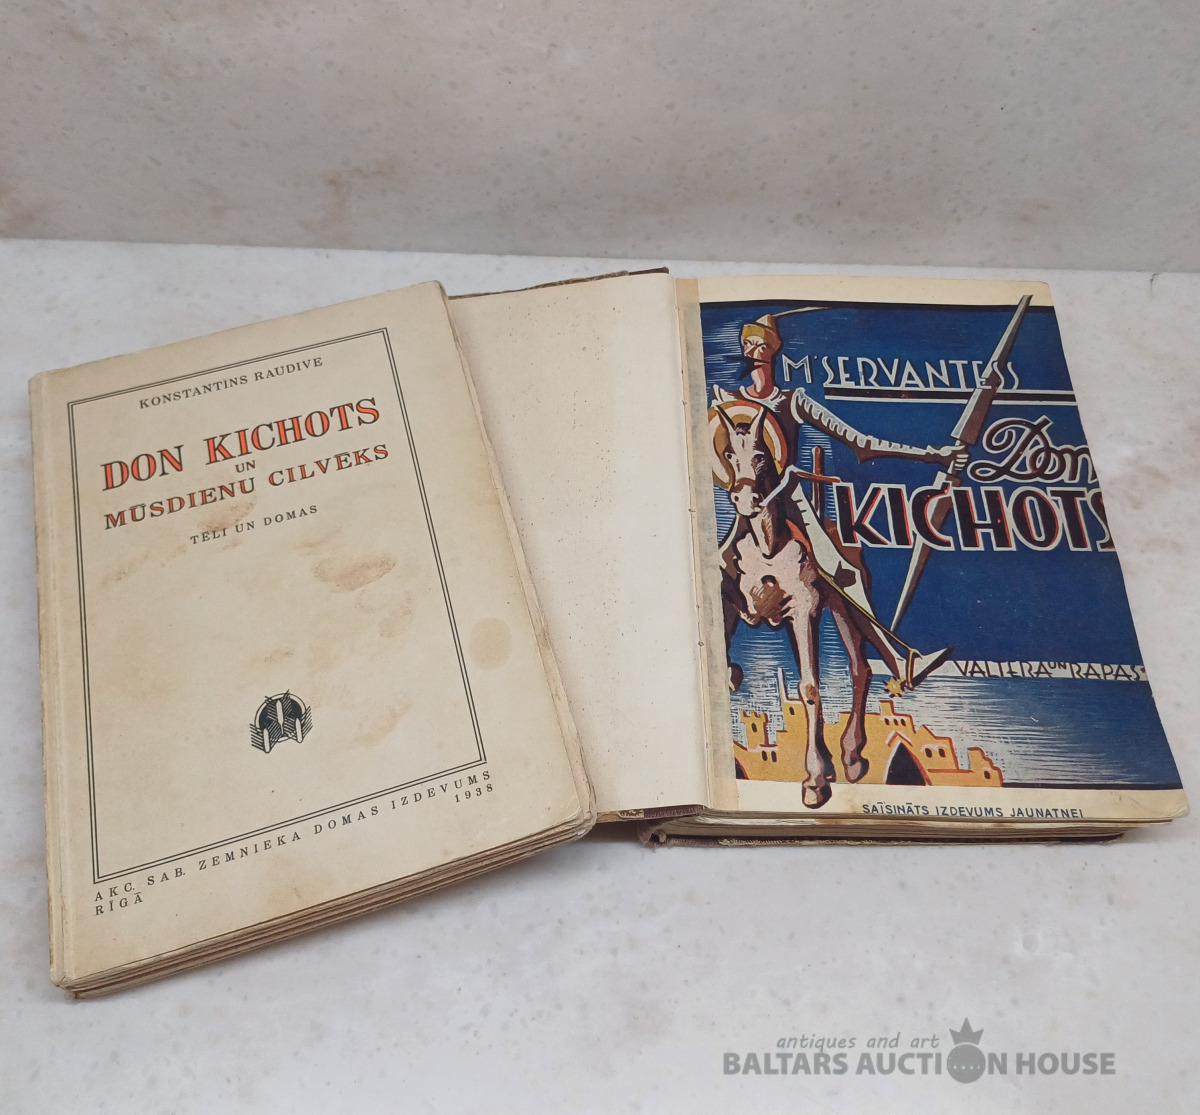 KONSTANTINS RAUDIVE
DON KICHOTS
UN
MŪSDIENU CILVĒKS
TĒLI UN DOMAS
AKC. SAB. ZEMNIEKA DOMAS IZDEVUMS
RĪGĀ 1938
M. SERVANTESS
Don
KICHOTS
VALTERA UN RAPAS
SAĪSINĀTS IZDEVUMS JAUNATNEI
antiques and art
BALTARS AUCTION HOUSE